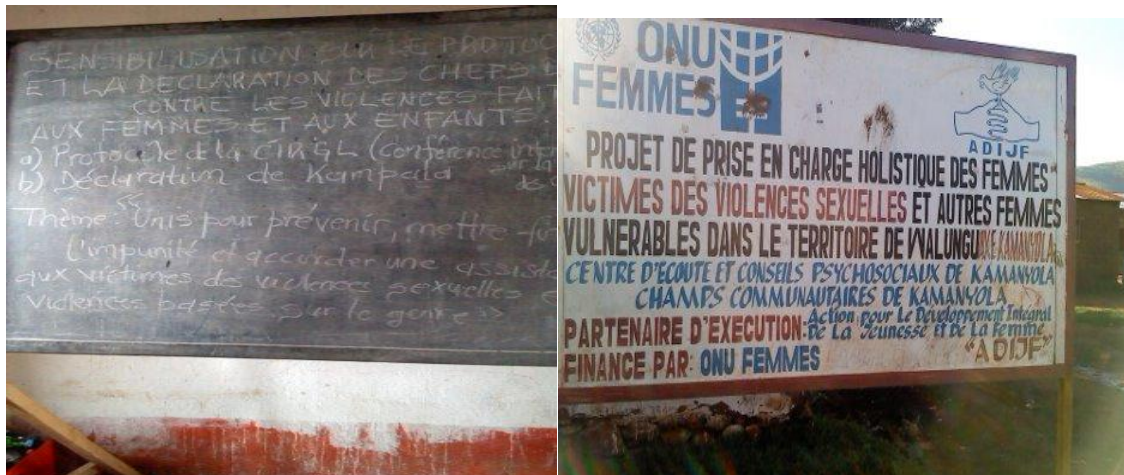 SENSIBILISATION SUR LE PROTOC
ET LA DECLARATION DES CHEFS D
CONTRE LES VIOLENCES FAIT
AUX FEMMES ET AUX ENFANTS.
a) Protocole de la CIRGL (Conférence
b) Déclaration de Kampala
Thème: "Unis pour prévenir, mettre fin
l'impunité et accorder une assista
aux victimes des violences sexuelles e
violences basées sur le genre"
ONU
FEMMES
ADIJF
PROJET DE PRISE EN CHARGE HOLISTIQUE DES FEMMES
VICTIMES DES VIOLENCES SEXUELLES ET AUTRES FEMMES
VULNERABLES DANS LE TERRITOIRE DE WALUNGU AXE KAMANYOLA
CENTRE D'ECOUTE ET CONSEILS PSYCHOSOCIAUX DE KAMANYOLA
CHAMPS COMMUNAUTAIRES DE KAMANYOLA
PARTENAIRE D'EXECUTION: Action pour Le Développement Intégral
De La Jeunesse Et De La Femme
"ADIJF"
FINANCE PAR: ONU FEMMES